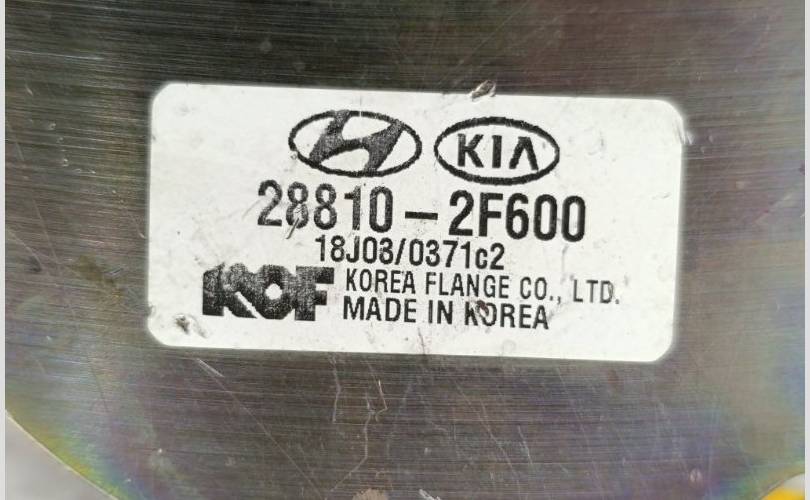 KIA
28810-2F600
18J03/0371c2
KOF KOREA FLANGE CO., LTD.
MADE IN KOREA